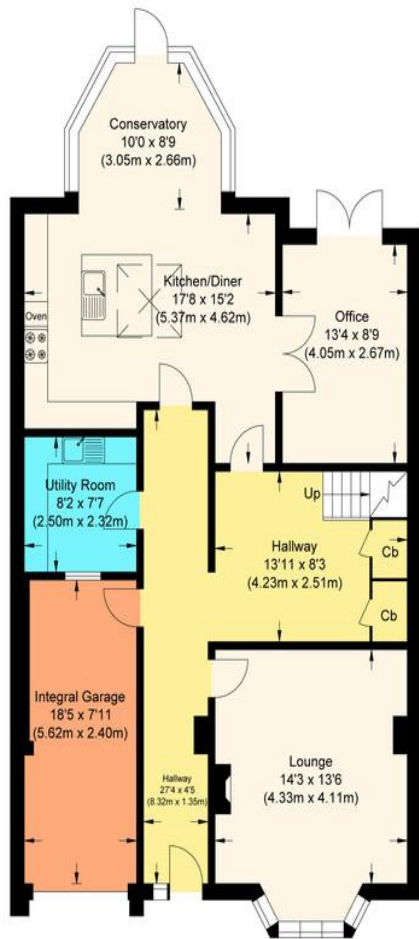 Conservatory
10'0 x 8'9
(3.05m x 2.66m)
Kitchen/Diner
17'8 x 15'2
(5.37m x 4.62m)
Oven
Office
13'4 x 8'9
(4.05m x 2.67m)
Utility Room
8'2 x 7'7
(2.50m x 2.32m)
Up
Hallway
13'11 x 8'3
(4.23m x 2.51m)
Cb
Cb
Integral Garage
18'5 x 7'11
(5.62m x 2.40m)
Hallway
27'4 x 4'5
(8.32m x 1.35m)
Lounge
14'3 x 13'6
(4.33m x 4.11m)